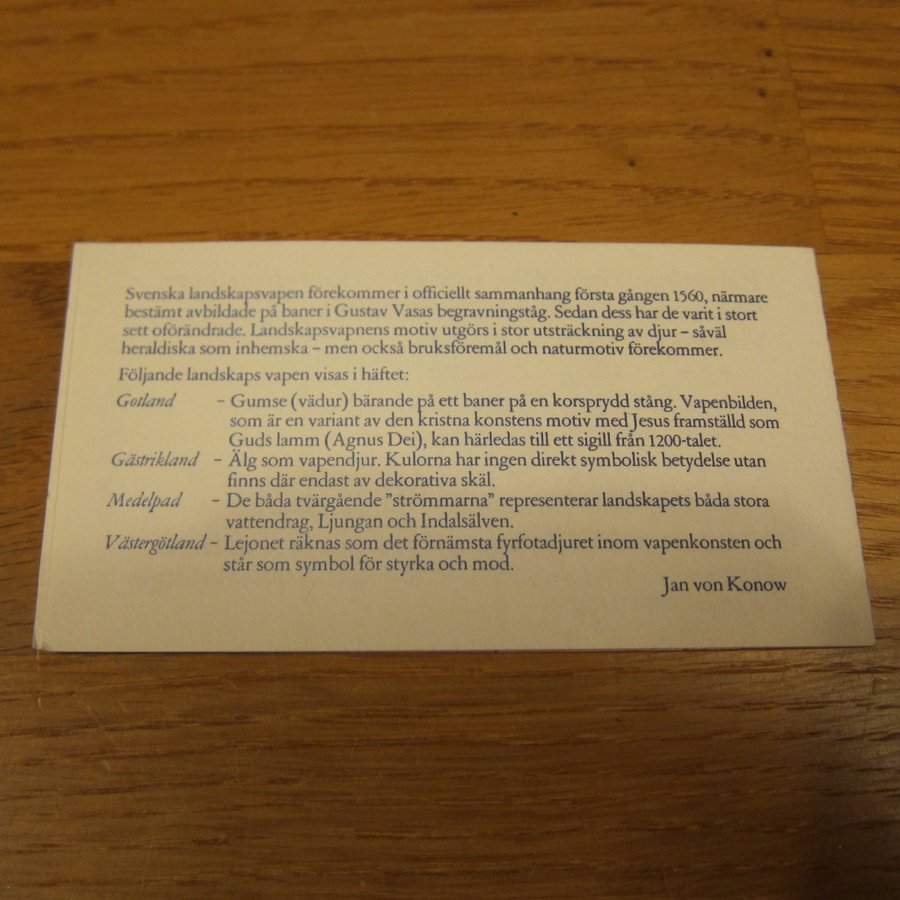 Svenska landskapsvapen förekommer i officiellt sammanhang första gången 1560, närmare
bestämt avbildade på baner i Gustav Vasas begravningståg. Sedan dess har de varit i stort
sett oförändrade. Landskapsvapnens motiv utgörs i stor utsträckning av djur – såväl
heraldiska som inhemska – men också bruksföremål och naturmotiv förekommer.
Följande landskaps vapen visas i häftet:
Gotland – Gumse (vädur) bärande på ett baner på en korsprydd stång. Vapenbilden,
som är en variant av den kristna konstens motiv med Jesus framställd som
Guds lamm (Agnus Dei), kan härledas till ett sigill från 1200-talet.
Gästrikland – Älg som vapendjur. Kulorna har ingen direkt symbolisk betydelse utan
finns där endast av dekorativa skäl.
Medelpad – De båda tvärgående ”strömmarna” representerar landskapets båda stora
vattendrag, Ljungan och Indalsälven.
Västergötland – Lejonet räknas som det förnämsta fyrfotadjuret inom vapenkonsten och
står som symbol för styrka och mod.
Jan von Konow